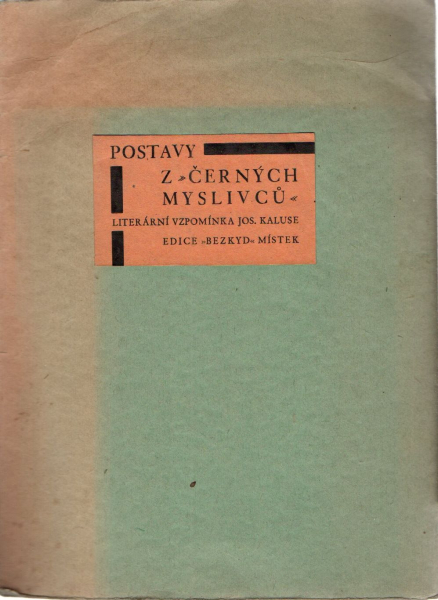 POSTAVY
Z »ČERNÝCH
MYSLIVCŮ«
LITERÁRNÍ VZPOMÍNKA JOS. KALUSE
EDICE »BEZKYD« MÍSTEK